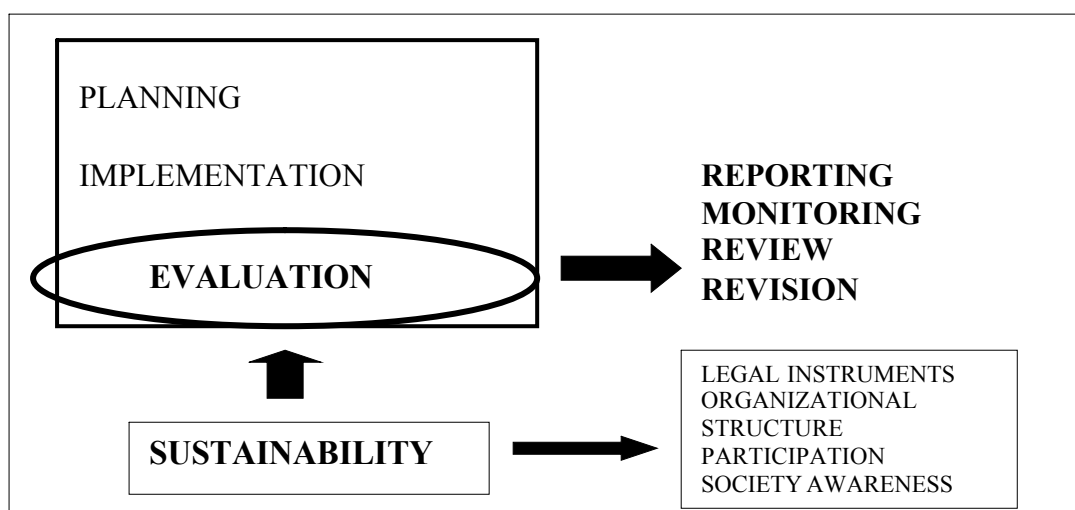 PLANNING
IMPLEMENTATION
EVALUATION
REPORTING
MONITORING
REVIEW
REVISION
SUSTAINABILITY
LEGAL INSTRUMENTS
ORGANIZATIONAL
STRUCTURE
PARTICIPATION
SOCIETY AWARENESS